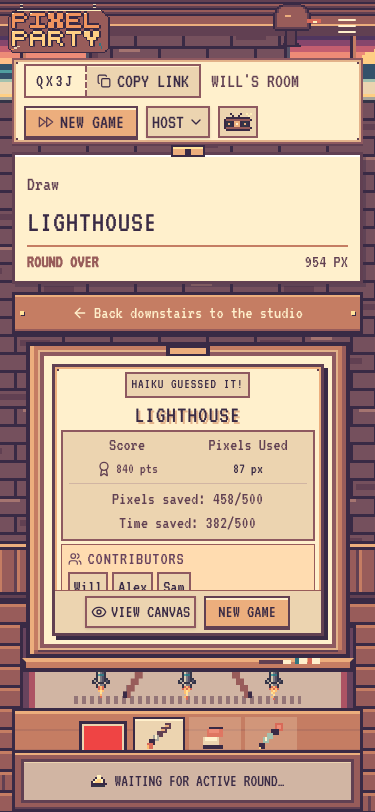 PIXEL
PARTY
QX3J COPY LINK WILL'S ROOM
NEW GAME HOST
Draw
LIGHTHOUSE
ROUND OVER 954 PX
Back downstairs to the studio
HAIKU GUESSED IT!
LIGHTHOUSE
Score Pixels Used
840 pts 87 px
Pixels saved: 458/500
Time saved: 382/500
CONTRIBUTORS
Will Alex Sam
VIEW CANVAS NEW GAME
WAITING FOR ACTIVE ROUND…